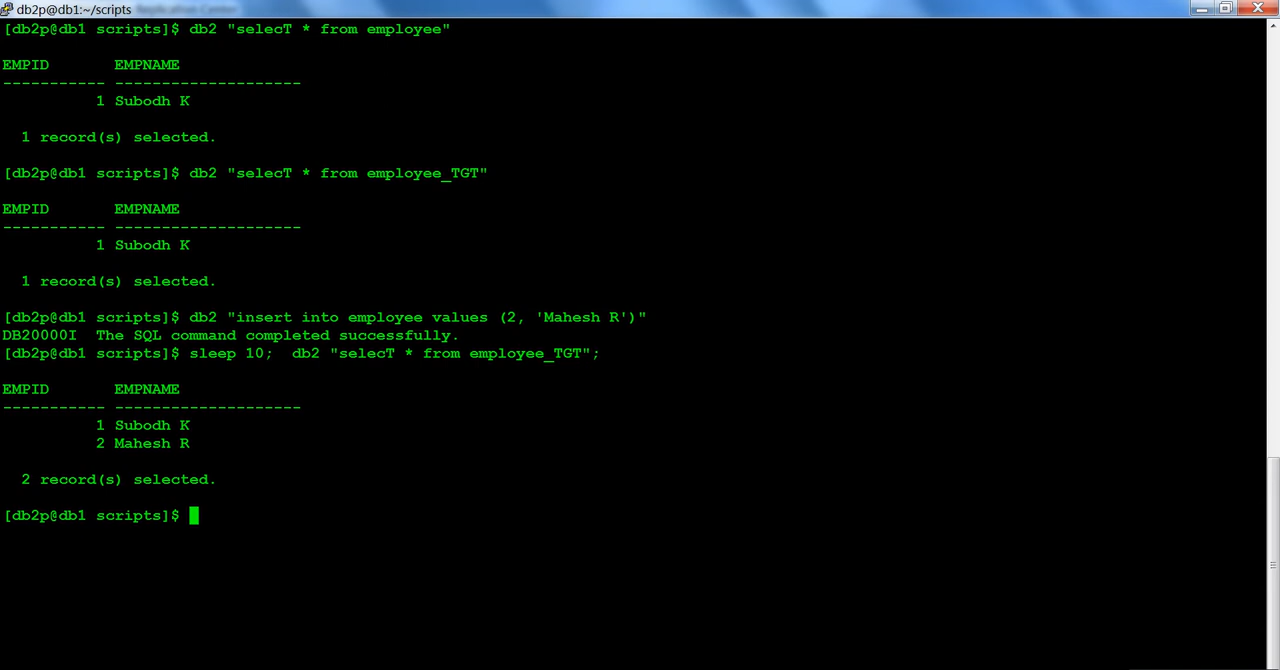 db2p@db1:~/scripts
[db2p@db1 scripts]$ db2 "selecT * from employee"
EMPID       EMPNAME
----------- --------------------
          1 Subodh K
  1 record(s) selected.
[db2p@db1 scripts]$ db2 "selecT * from employee_TGT"
EMPID       EMPNAME
----------- --------------------
          1 Subodh K
  1 record(s) selected.
[db2p@db1 scripts]$ db2 "insert into employee values (2, 'Mahesh R')"
DB20000I  The SQL command completed successfully.
[db2p@db1 scripts]$ sleep 10;  db2 "selecT * from employee_TGT";
EMPID       EMPNAME
----------- --------------------
          1 Subodh K
          2 Mahesh R
  2 record(s) selected.
[db2p@db1 scripts]$